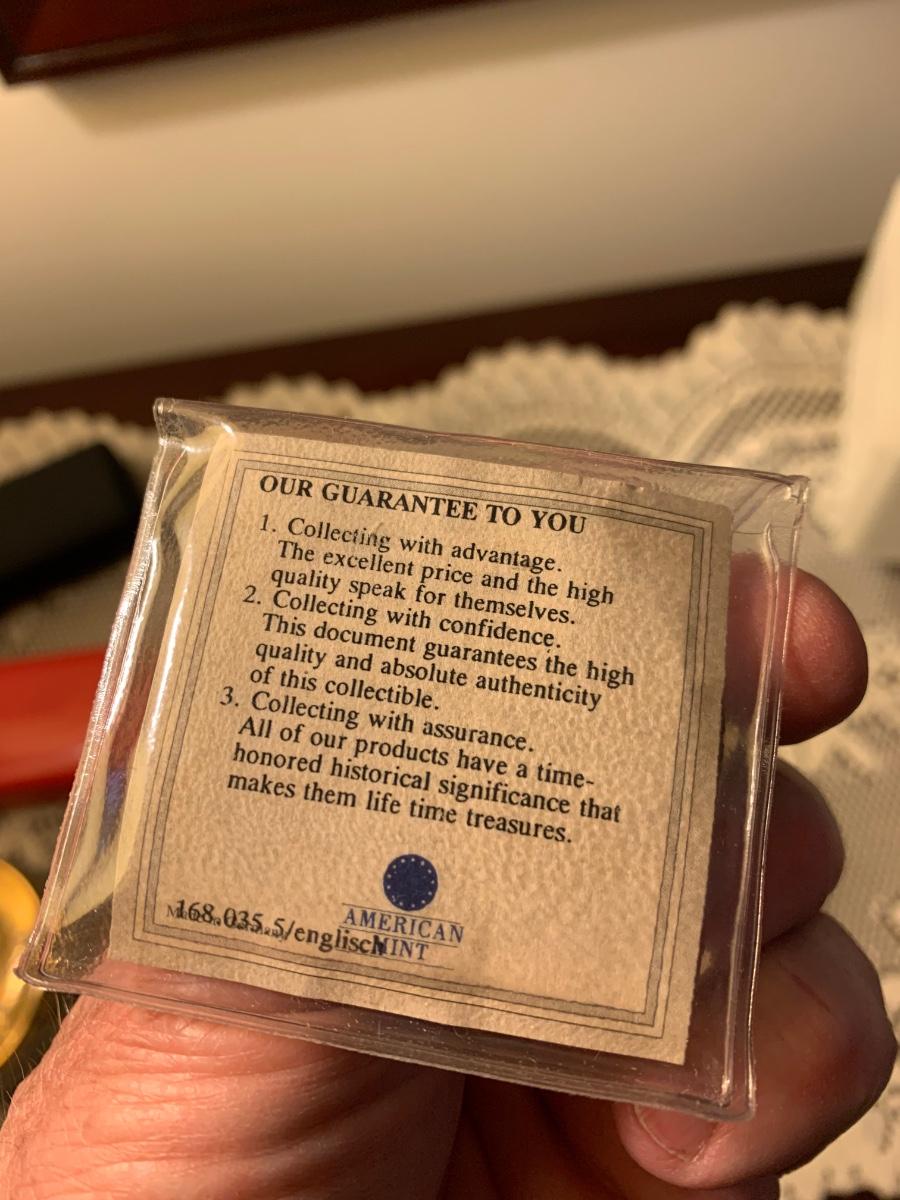 OUR GUARANTEE TO YOU
1. Collecting with advantage.
The excellent price and the high
quality speak for themselves.
2. Collecting with confidence.
This document guarantees the high
quality and absolute authenticity
of this collectible.
3. Collecting with assurance.
All of our products have a time-
honored historical significance that
makes them life time treasures.
168.035.5/englisch
AMERICAN
MINT